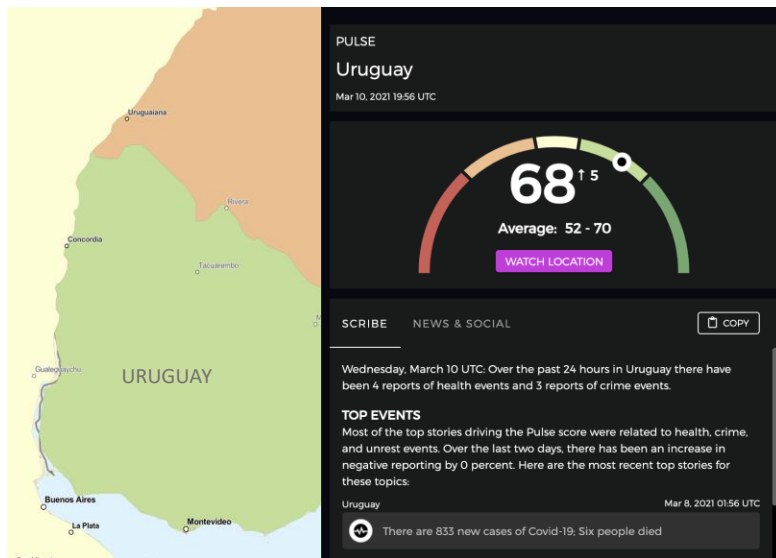 Uruguaiana
Rivera
Concordia
Tacuarembo
Gualeguaychu
URUGUAY
Buenos Aires
La Plata
Montevideo
PULSE
Uruguay
Mar 10, 2021 19:56 UTC
68 ↑ 5
Average: 52 - 70
WATCH LOCATION
SCRIBE NEWS & SOCIAL COPY
Wednesday, March 10 UTC: Over the past 24 hours in Uruguay there have
been 4 reports of health events and 3 reports of crime events.
TOP EVENTS
Most of the top stories driving the Pulse score were related to health, crime,
and unrest events. Over the last two days, there has been an increase in
negative reporting by 0 percent. Here are the most recent top stories for
these topics:
Uruguay Mar 8, 2021 01:56 UTC
There are 833 new cases of Covid-19; Six people died